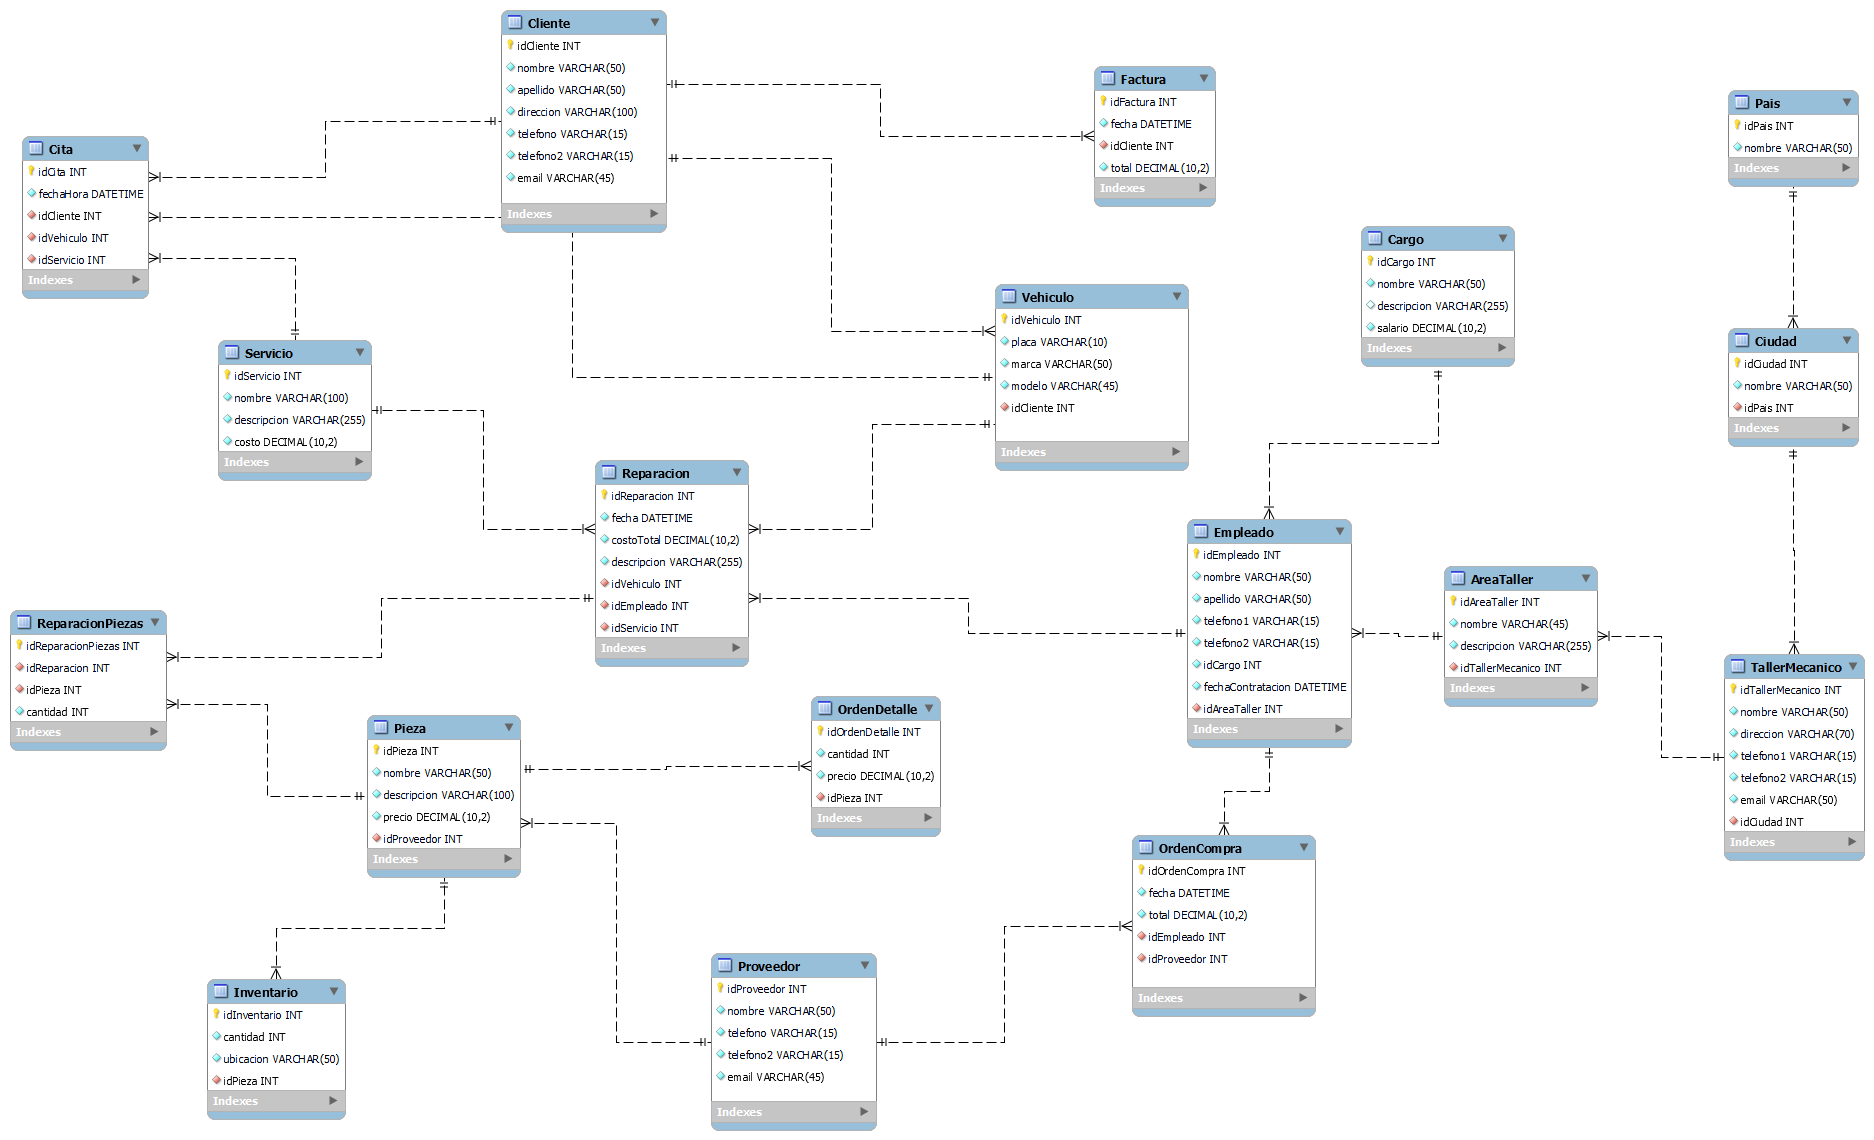 Cliente
idCliente INT
nombre VARCHAR(50)
apellido VARCHAR(50)
direccion VARCHAR(100)
telefono VARCHAR(15)
telefono2 VARCHAR(15)
email VARCHAR(45)
Indexes
Factura
idFactura INT
fecha DATETIME
idCliente INT
total DECIMAL(10,2)
Indexes
Pais
idPais INT
nombre VARCHAR(50)
Indexes
Cita
idCita INT
fechaHora DATETIME
idCliente INT
idVehiculo INT
idServicio INT
Indexes
Cargo
idCargo INT
nombre VARCHAR(50)
descripcion VARCHAR(255)
salario DECIMAL(10,2)
Indexes
Vehiculo
idVehiculo INT
placa VARCHAR(10)
marca VARCHAR(50)
modelo VARCHAR(45)
idCliente INT
Indexes
Ciudad
idCiudad INT
nombre VARCHAR(50)
idPais INT
Indexes
Servicio
idServicio INT
nombre VARCHAR(100)
descripcion VARCHAR(255)
costo DECIMAL(10,2)
Indexes
Reparacion
idReparacion INT
fecha DATETIME
costoTotal DECIMAL(10,2)
descripcion VARCHAR(255)
idVehiculo INT
idEmpleado INT
idServicio INT
Indexes
Empleado
idEmpleado INT
nombre VARCHAR(50)
apellido VARCHAR(50)
telefono1 VARCHAR(15)
telefono2 VARCHAR(15)
idCargo INT
fechaContratacion DATETIME
idAreaTaller INT
Indexes
AreaTaller
idAreaTaller INT
nombre VARCHAR(45)
descripcion VARCHAR(255)
idTallerMecanico INT
Indexes
ReparacionPiezas
idReparacionPiezas INT
idReparacion INT
idPieza INT
cantidad INT
Indexes
TallerMecanico
idTallerMecanico INT
nombre VARCHAR(50)
direccion VARCHAR(70)
telefono1 VARCHAR(15)
telefono2 VARCHAR(15)
email VARCHAR(50)
idCiudad INT
Indexes
Pieza
idPieza INT
nombre VARCHAR(50)
descripcion VARCHAR(100)
precio DECIMAL(10,2)
idProveedor INT
Indexes
OrdenDetalle
idOrdenDetalle INT
cantidad INT
precio DECIMAL(10,2)
idPieza INT
Indexes
OrdenCompra
idOrdenCompra INT
fecha DATETIME
total DECIMAL(10,2)
idEmpleado INT
idProveedor INT
Indexes
Proveedor
idProveedor INT
nombre VARCHAR(50)
telefono VARCHAR(15)
telefono2 VARCHAR(15)
email VARCHAR(45)
Indexes
Inventario
idInventario INT
cantidad INT
ubicacion VARCHAR(50)
idPieza INT
Indexes